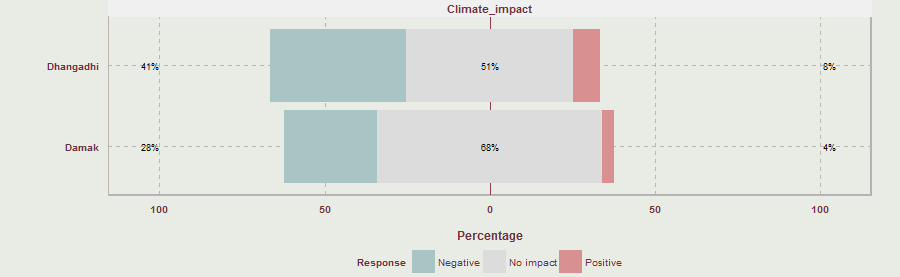 Climate_impact
Dhangadhi 41% 51% 8%
Damak 28% 68% 4%
100 50 0 50 100
Percentage
Response Negative No impact Positive